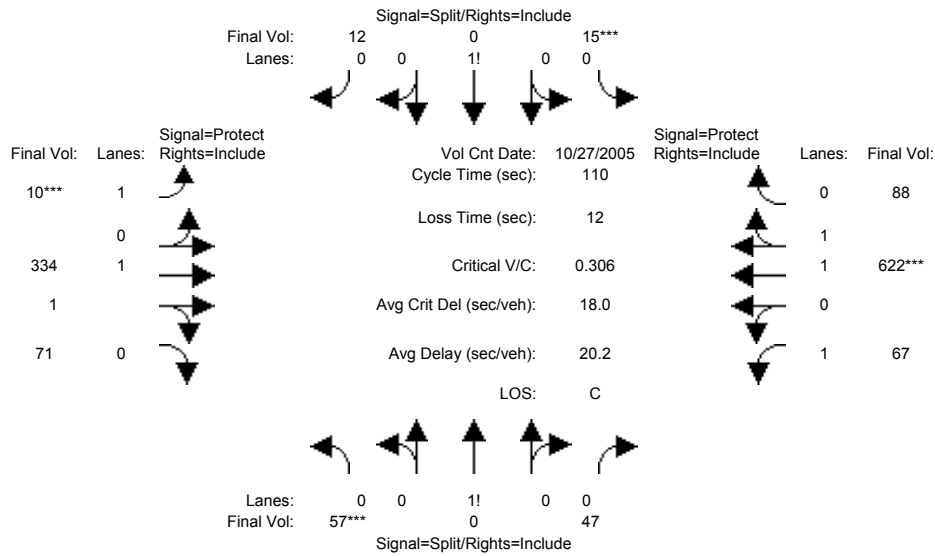 Signal=Split/Rights=Include
Final Vol: 12 0 15***
Lanes: 0 0 1! 0 0
Signal=Protect
Final Vol: Lanes: Rights=Include
Vol Cnt Date: 10/27/2005
Signal=Protect
Rights=Include Lanes: Final Vol:
Cycle Time (sec): 110
10*** 1
0 88
Loss Time (sec): 12
0
1
334 1
Critical V/C: 0.306
1 622***
1
Avg Crit Del (sec/veh): 18.0
0
71 0
Avg Delay (sec/veh): 20.2
1 67
LOS: C
Lanes: 0 0 1! 0 0
Final Vol: 57*** 0 47
Signal=Split/Rights=Include